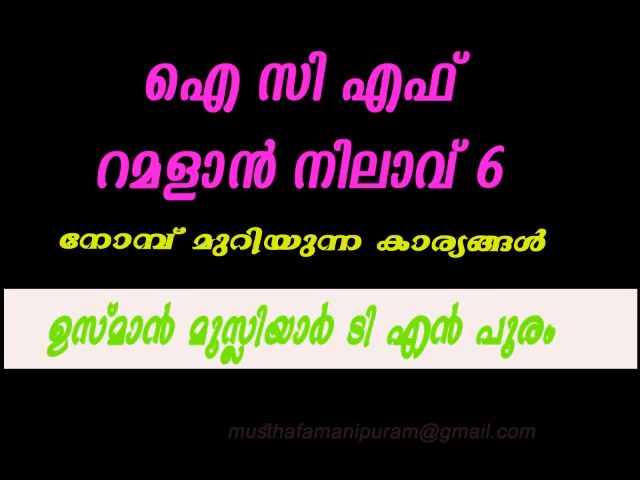 ഐ സി എഫ്
റമളാൻ നിലാവ് 6
നോമ്പ് മുറിയുന്ന കാര്യങ്ങൾ
ഉസ്മാൻ മുസ്ലിയാർ ടി എൻ പുരം
musthafamanipuram@gmail.com